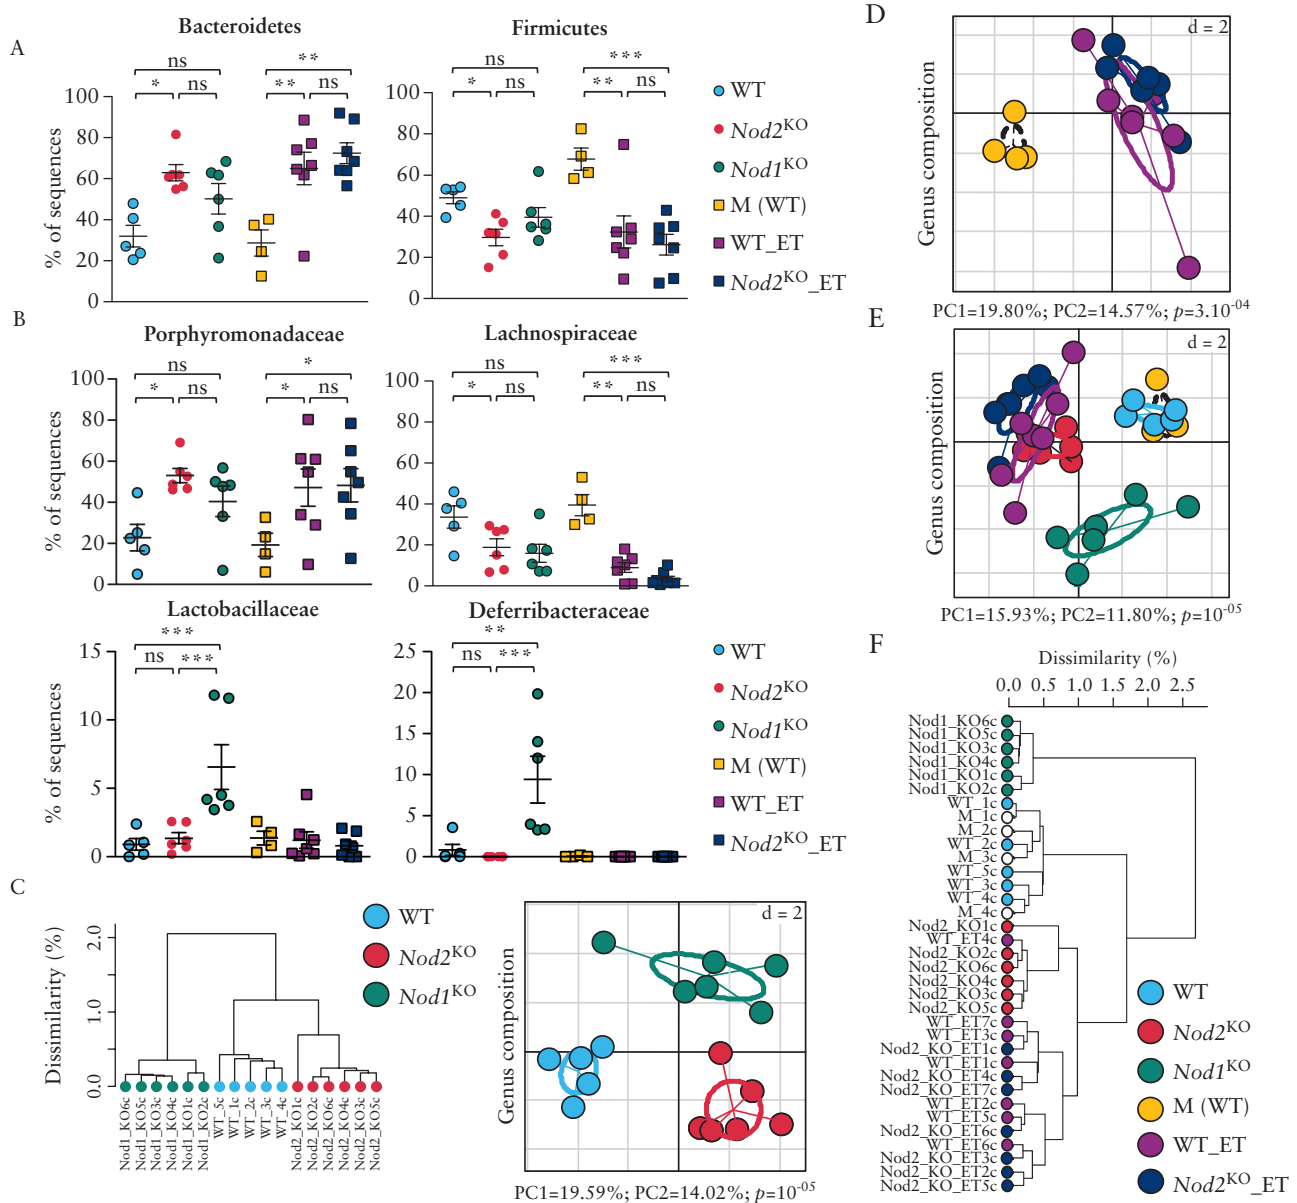 A
Bacteroidetes
Firmicutes
ns
* ns
**
** ns
ns
* ns
***
** ns
% of sequences
100
80
60
40
20
0
100
80
60
40
20
0
WT
Nod2KO
Nod1KO
M (WT)
WT_ET
Nod2KO_ET
B
Porphyromonadaceae
Lachnospiraceae
ns
* ns
*
* ns
ns
* ns
***
** ns
% of sequences
100
80
60
40
20
0
100
80
60
40
20
0
Lactobacillaceae
Deferribacteraceae
***
ns ***
**
ns ***
% of sequences
15
10
5
0
25
20
15
10
5
0
WT
Nod2KO
Nod1KO
M (WT)
WT_ET
Nod2KO_ET
C
Dissimilarity (%)
2.0
1.0
0.0
WT
Nod2KO
Nod1KO
Nod1_KO6c
Nod1_KO5c
Nod1_KO3c
Nod1_KO4c
Nod1_KO1c
Nod1_KO2c
WT_5c
WT_1c
WT_2c
WT_3c
WT_4c
Nod2_KO1c
Nod2_KO2c
Nod2_KO6c
Nod2_KO4c
Nod2_KO3c
Nod2_KO5c
Genus composition
d = 2
PC1=19.59%; PC2=14.02%; p=10-05
D
Genus composition
d = 2
PC1=19.80%; PC2=14.57%; p=3.10-04
E
Genus composition
d = 2
PC1=15.93%; PC2=11.80%; p=10-05
F
Dissimilarity (%)
0.0 0.5 1.0 1.5 2.0 2.5
Nod1_KO6c
Nod1_KO5c
Nod1_KO3c
Nod1_KO4c
Nod1_KO1c
Nod1_KO2c
WT_1c
M_1c
M_2c
WT_2c
M_3c
WT_5c
WT_3c
WT_4c
M_4c
Nod2_KO1c
WT_ET4c
Nod2_KO2c
Nod2_KO6c
Nod2_KO4c
Nod2_KO3c
Nod2_KO5c
WT_ET7c
WT_ET3c
Nod2_KO_ET1c
WT_ET1c
Nod2_KO_ET4c
Nod2_KO_ET7c
WT_ET2c
WT_ET5c
Nod2_KO_ET6c
WT_ET6c
Nod2_KO_ET3c
Nod2_KO_ET2c
Nod2_KO_ET5c
WT
Nod2KO
Nod1KO
M (WT)
WT_ET
Nod2KO_ET